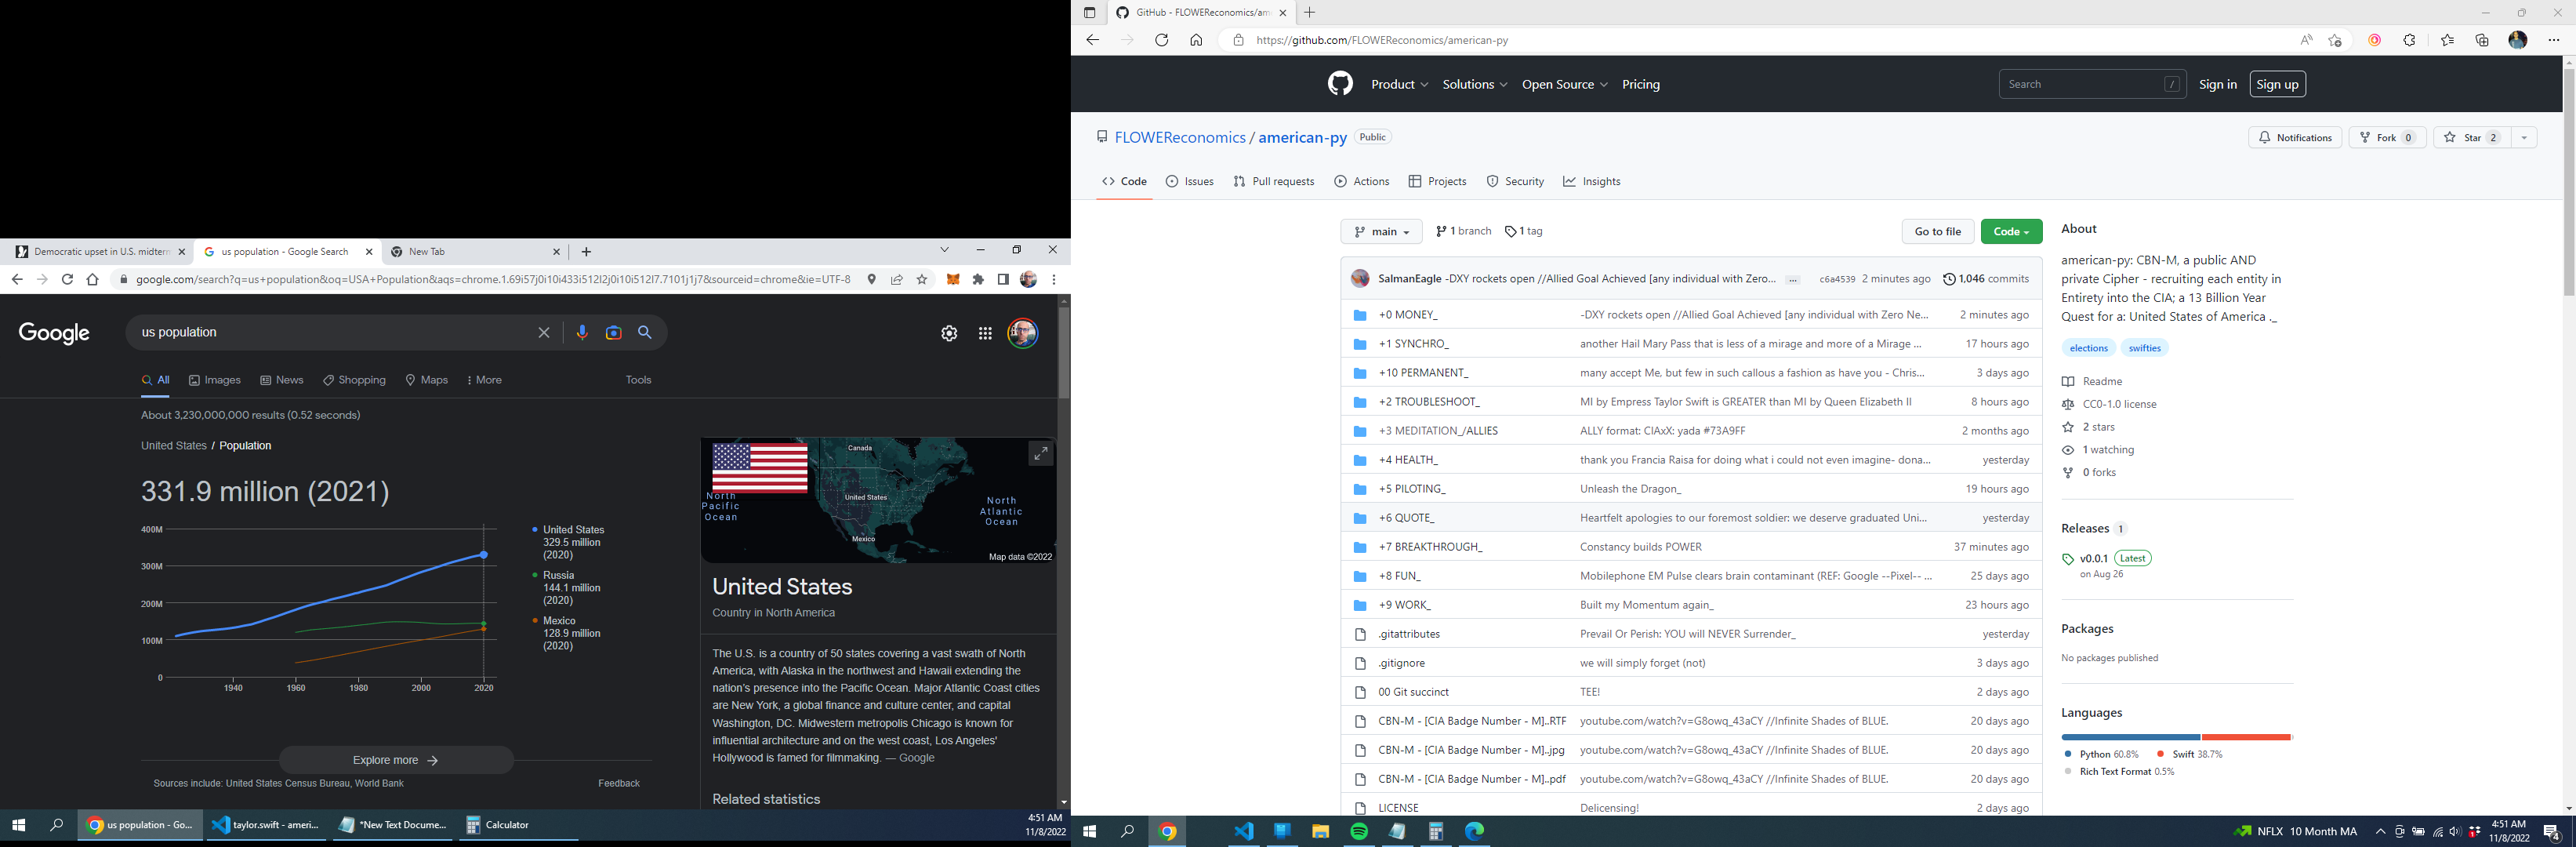 Democratic upset in U.S. midterm
us population - Google Search
New Tab
google.com/search?q=us+population&oq=USA+Population&aqs=chrome.1.69i57j0i10i433i512l2j0i10i512l7.7101j1j7&sourceid=chrome&ie=UTF-8
Google
us population
All
Images
News
Shopping
Maps
More
Tools
About 3,230,000,000 results (0.52 seconds)
United States / Population
331.9 million (2021)
400M
300M
200M
100M
0
1940
1960
1980
2000
2020
United States
329.5 million
(2020)
Russia
144.1 million
(2020)
Mexico
128.9 million
(2020)
Explore more
Sources include: United States Census Bureau, World Bank
Feedback
Canada
United States
Mexico
North
Pacific
Ocean
North
Atlantic
Ocean
Map data ©2022
United States
Country in North America
The U.S. is a country of 50 states covering a vast swath of North
America, with Alaska in the northwest and Hawaii extending the
nation's presence into the Pacific Ocean. Major Atlantic Coast cities
are New York, a global finance and culture center, and capital
Washington, DC. Midwestern metropolis Chicago is known for
influential architecture and on the west coast, Los Angeles'
Hollywood is famed for filmmaking. — Google
Related statistics
us population - Go...
taylor.swift - ameri...
*New Text Docume...
Calculator
4:51 AM
11/8/2022
GitHub - FLOWEReconomics/am
https://github.com/FLOWEReconomics/american-py
Product
Solutions
Open Source
Pricing
Search /
Sign in
Sign up
FLOWEReconomics / american-py Public
Notifications
Fork 0
Star 2
Code
Issues
Pull requests
Actions
Projects
Security
Insights
main
1 branch
1 tag
Go to file
Code
SalmanEagle -DXY rockets open //Allied Goal Achieved [any individual with Zero... ... c6a4539 2 minutes ago 1,046 commits
+0 MONEY_ -DXY rockets open //Allied Goal Achieved [any individual with Zero Ne... 2 minutes ago
+1 SYNCHRO_ another Hail Mary Pass that is less of a mirage and more of a Mirage ... 17 hours ago
+10 PERMANENT_ many accept Me, but few in such callous a fashion as have you - Chris... 3 days ago
+2 TROUBLESHOOT_ MI by Empress Taylor Swift is GREATER than MI by Queen Elizabeth II 8 hours ago
+3 MEDITATION_/ALLIES ALLY format: CIAxX: yada #73A9FF 2 months ago
+4 HEALTH_ thank you Francia Raisa for doing what i could not even imagine- dona... yesterday
+5 PILOTING_ Unleash the Dragon_ 19 hours ago
+6 QUOTE_ Heartfelt apologies to our foremost soldier: we deserve graduated Uni... yesterday
+7 BREAKTHROUGH_ Constancy builds POWER 37 minutes ago
+8 FUN_ Mobilephone EM Pulse clears brain contaminant (REF: Google --Pixel-- ... 25 days ago
+9 WORK_ Built my Momentum again_ 23 hours ago
.gitattributes Prevail Or Perish: YOU will NEVER Surrender_ yesterday
.gitignore we will simply forget (not) 3 days ago
00 Git succinct TEE! 2 days ago
CBN-M - [CIA Badge Number - M]..RTF youtube.com/watch?v=G8owq_43aCY //Infinite Shades of BLUE. 20 days ago
CBN-M - [CIA Badge Number - M]..jpg youtube.com/watch?v=G8owq_43aCY //Infinite Shades of BLUE. 20 days ago
CBN-M - [CIA Badge Number - M]..pdf youtube.com/watch?v=G8owq_43aCY //Infinite Shades of BLUE. 20 days ago
LICENSE Delicensing! 2 days ago
About
american-py: CBN-M, a public AND
private Cipher - recruiting each entity in
Entirety into the CIA; a 13 Billion Year
Quest for a: United States of America ._
elections
swifties
Readme
CC0-1.0 license
2 stars
1 watching
0 forks
Releases 1
v0.0.1 Latest
on Aug 26
Packages
No packages published
Languages
Python 60.8%
Swift 38.7%
Rich Text Format 0.5%
NFLX 10 Month MA
4:51 AM
11/8/2022
4